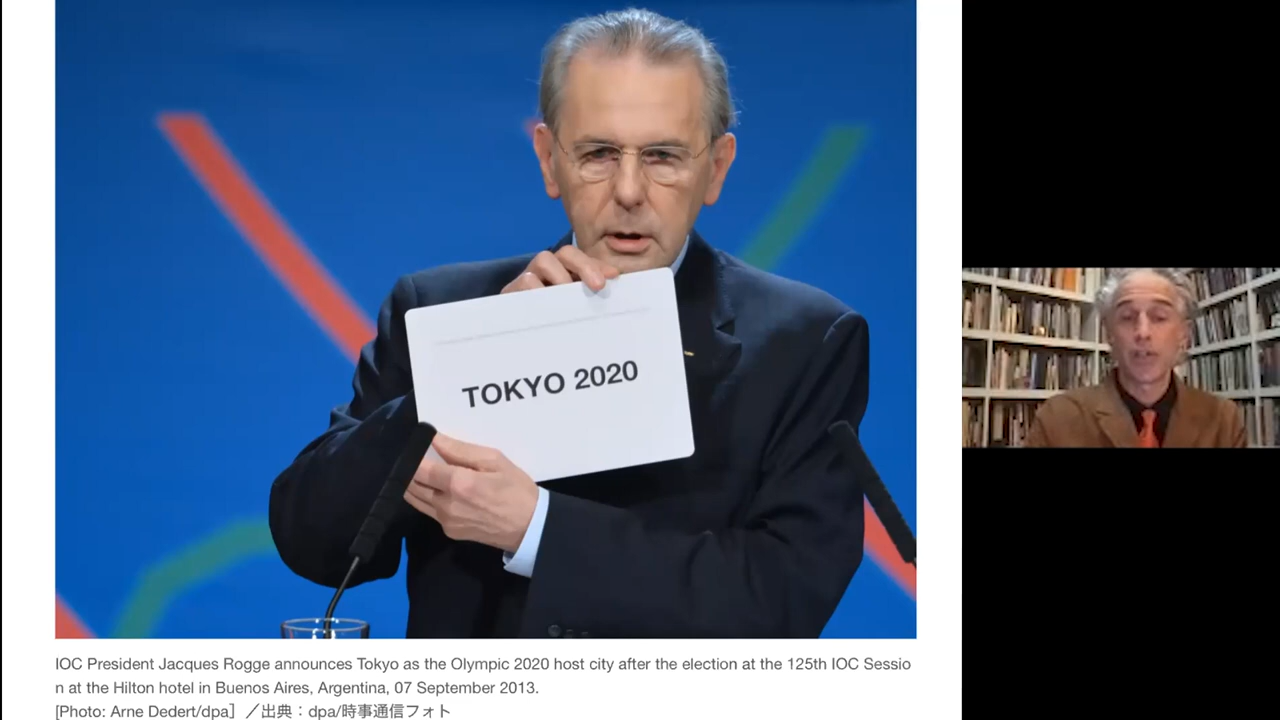 TOKYO 2020
IOC President Jacques Rogge announces Tokyo as the Olympic 2020 host city after the election at the 125th IOC Sessio
n at the Hilton hotel in Buenos Aires, Argentina, 07 September 2013.
[Photo: Arne Dedert/dpa］／出典：dpa/時事通信フォト